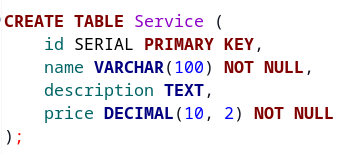 CREATE TABLE Service (
    id SERIAL PRIMARY KEY,
    name VARCHAR(100) NOT NULL,
    description TEXT,
    price DECIMAL(10, 2) NOT NULL
);